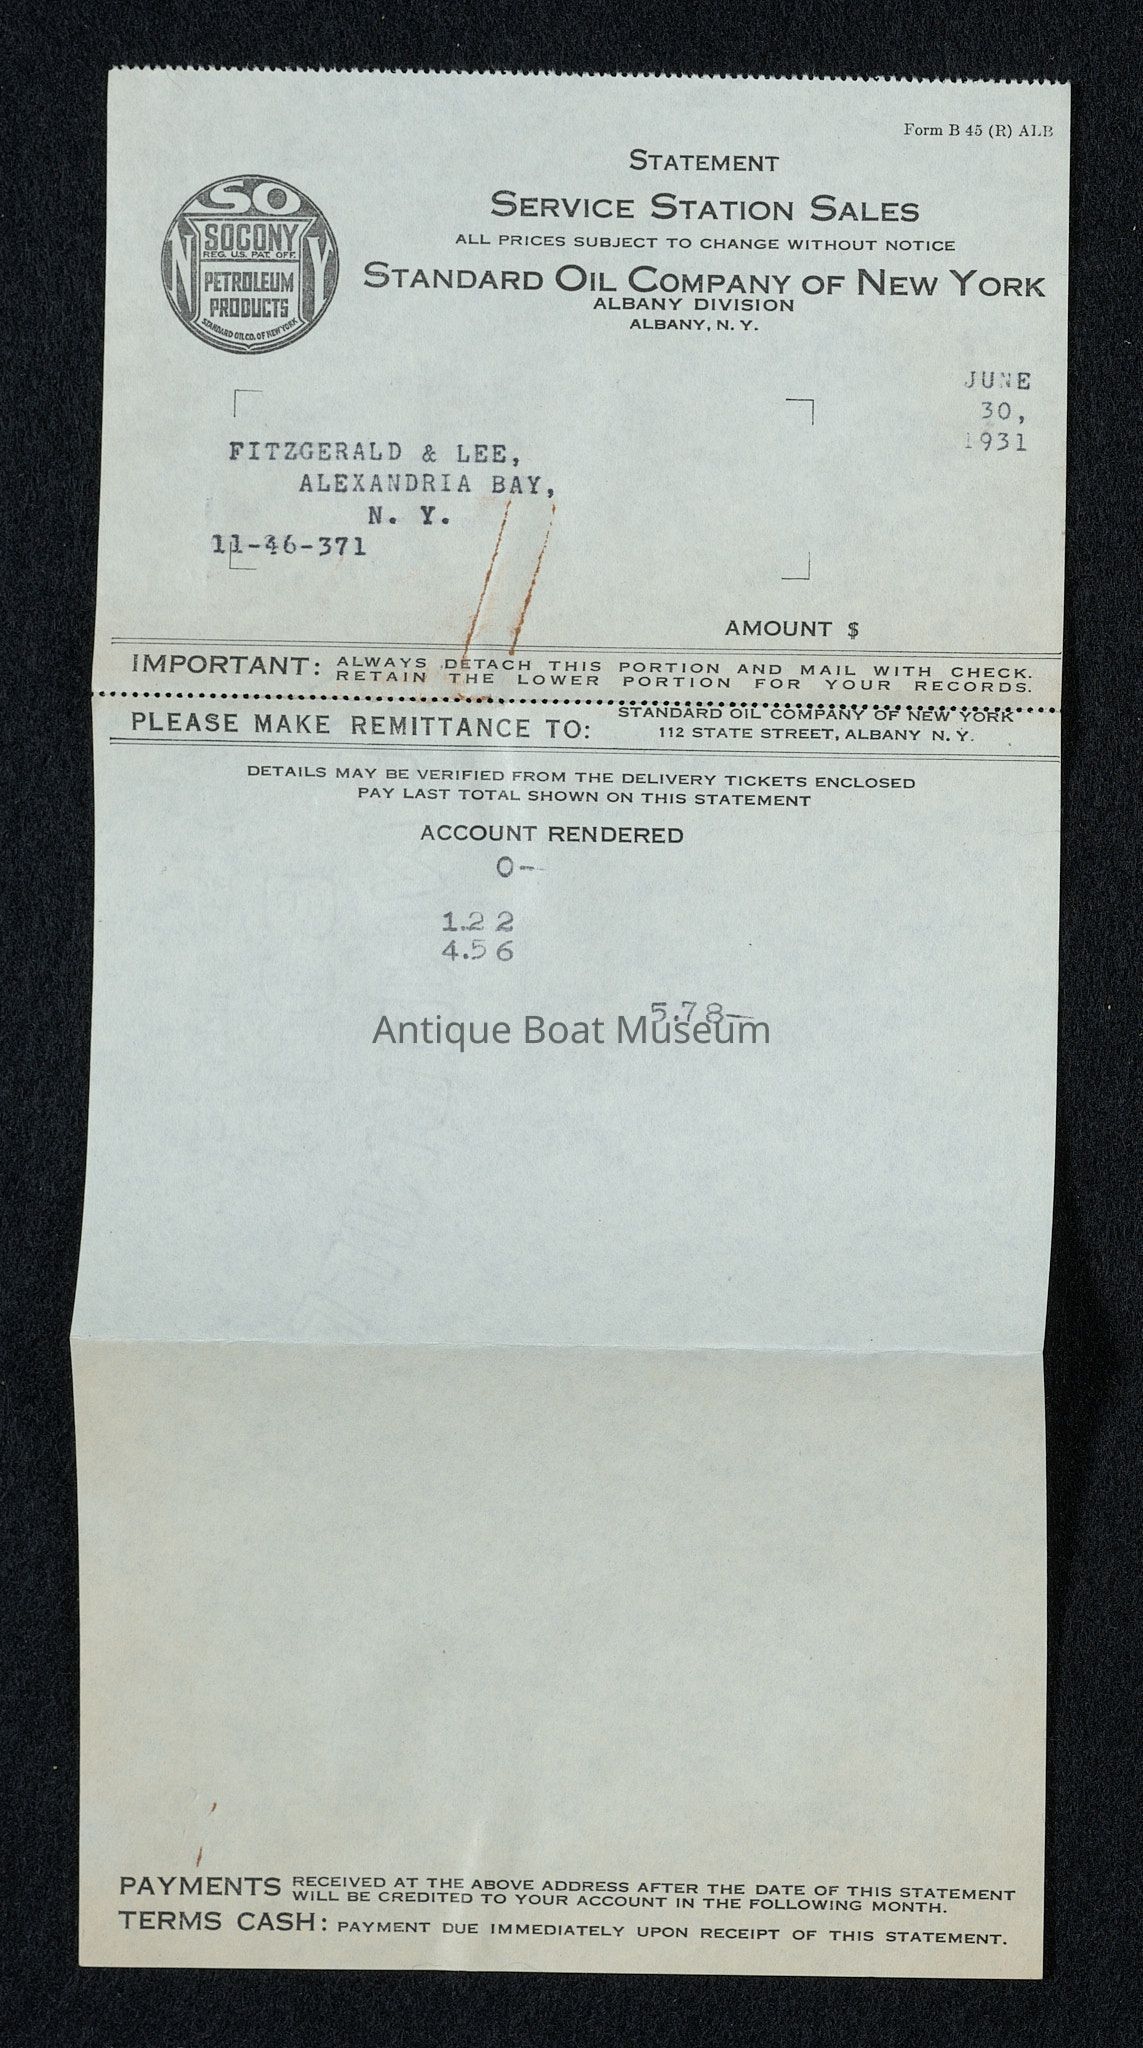 Form B 45 (R) ALB
STATEMENT
SERVICE STATION SALES
ALL PRICES SUBJECT TO CHANGE WITHOUT NOTICE
STANDARD OIL COMPANY OF NEW YORK
ALBANY DIVISION
ALBANY, N. Y.
SO
N Y
SOCONY
REG. U.S. PAT. OFF.
PETROLEUM
PRODUCTS
STANDARD OIL CO. OF NEW YORK
JUNE
30,
1931
FITZGERALD & LEE,
ALEXANDRIA BAY,
N. Y.
11-46-371
AMOUNT $
IMPORTANT: ALWAYS DETACH THIS PORTION AND MAIL WITH CHECK.
RETAIN THE LOWER PORTION FOR YOUR RECORDS.
PLEASE MAKE REMITTANCE TO: STANDARD OIL COMPANY OF NEW YORK
112 STATE STREET, ALBANY N. Y.
DETAILS MAY BE VERIFIED FROM THE DELIVERY TICKETS ENCLOSED
PAY LAST TOTAL SHOWN ON THIS STATEMENT
ACCOUNT RENDERED
0-
1.22
4.56
5.78-
Antique Boat Museum
PAYMENTS RECEIVED AT THE ABOVE ADDRESS AFTER THE DATE OF THIS STATEMENT
WILL BE CREDITED TO YOUR ACCOUNT IN THE FOLLOWING MONTH.
TERMS CASH: PAYMENT DUE IMMEDIATELY UPON RECEIPT OF THIS STATEMENT.